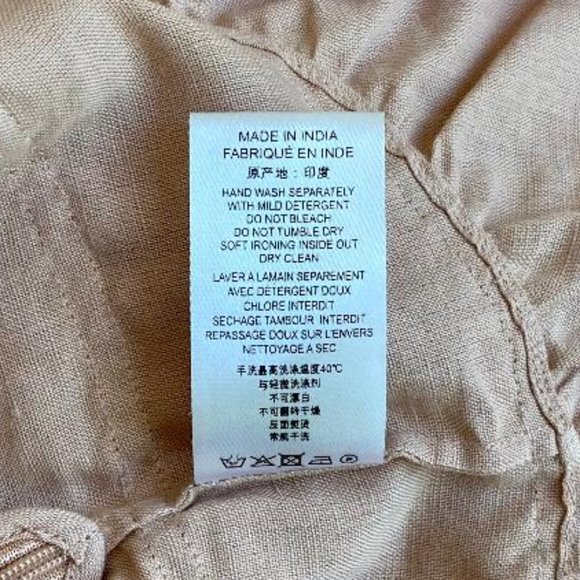 MADE IN INDIA
FABRIQUÉ EN INDE
原产地：印度
HAND WASH SEPARATELY
WITH MILD DETERGENT
DO NOT BLEACH
DO NOT TUMBLE DRY
SOFT IRONING INSIDE OUT
DRY CLEAN
LAVER A LAMAIN SEPAREMENT
AVEC DÉTERGENT DOUX
CHLORE INTERDIT
SECHAGE TAMBOUR INTERDIT
REPASSAGE DOUX SUR L'ENVERS
NETTOYAGE A SEC
手洗最高洗涤温度40℃
与轻微洗涤剂
不可漂白
不可翻转干燥
反面熨烫
常规干洗